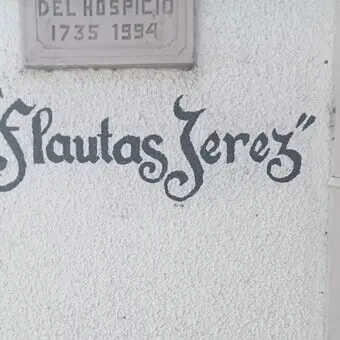 DEL HOSPICIO
1735 1994
"Flautas Jerez"